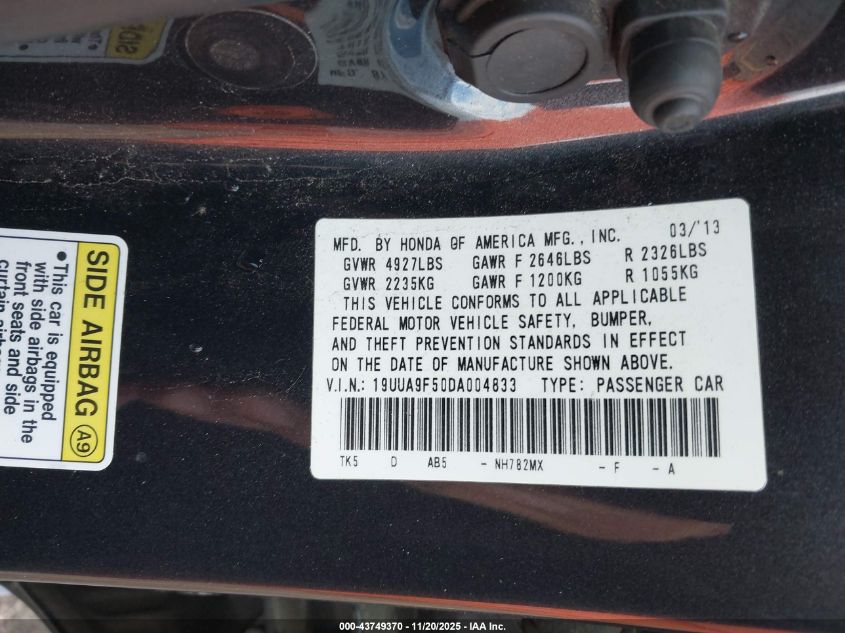 MFD. BY HONDA OF AMERICA MFG., INC. 03/'13
GVWR 4927LBS GAWR F 2646LBS R 2326LBS
GVWR 2235KG GAWR F 1200KG R 1055KG
THIS VEHICLE CONFORMS TO ALL APPLICABLE
FEDERAL MOTOR VEHICLE SAFETY, BUMPER,
AND THEFT PREVENTION STANDARDS IN EFFECT
ON THE DATE OF MANUFACTURE SHOWN ABOVE.
V.I.N.: 19UUA9F50DA004833 TYPE: PASSENGER CAR
TK5 D AB5 - NH782MX - F - A
SIDE AIRBAG A9
•This car is equipped
with side airbags in the
front seats and side
curtain
000-43749370 - 11/20/2025 - IAA Inc.